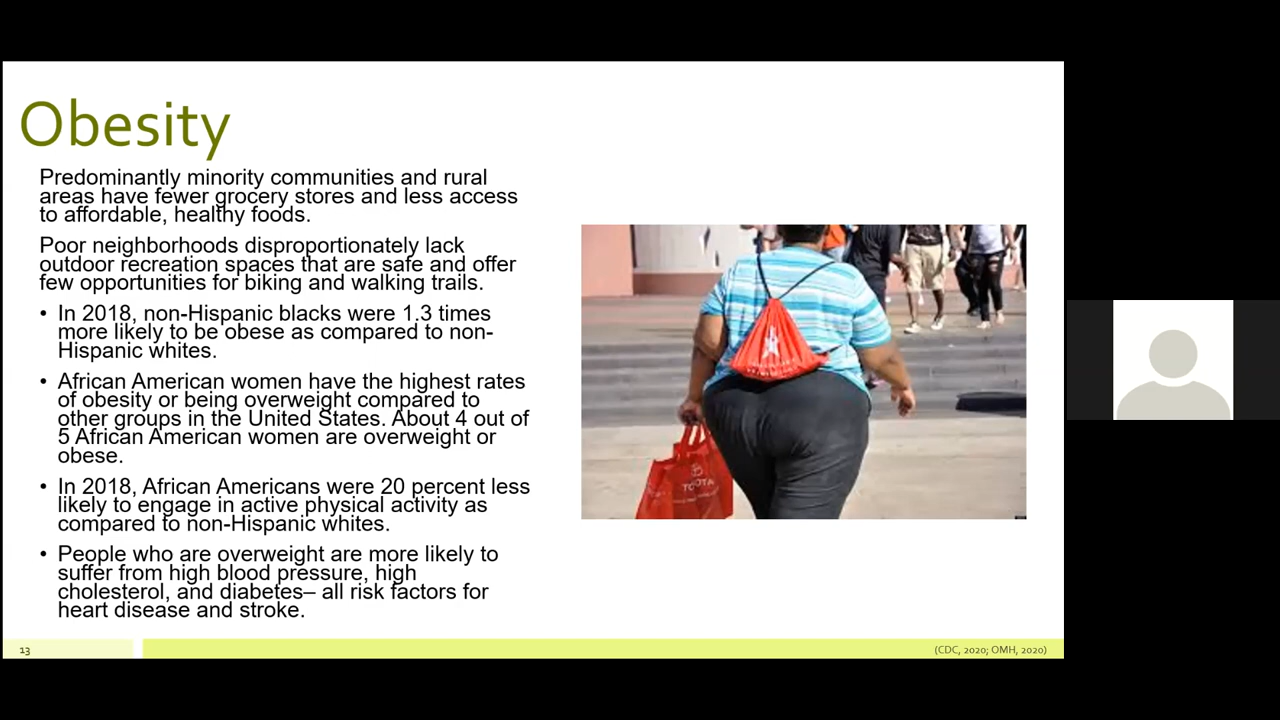 Obesity
Predominantly minority communities and rural
areas have fewer grocery stores and less access
to affordable, healthy foods.
Poor neighborhoods disproportionately lack
outdoor recreation spaces that are safe and offer
few opportunities for biking and walking trails.
• In 2018, non-Hispanic blacks were 1.3 times
more likely to be obese as compared to non-
Hispanic whites.
• African American women have the highest rates
of obesity or being overweight compared to
other groups in the United States. About 4 out of
5 African American women are overweight or
obese.
• In 2018, African Americans were 20 percent less
likely to engage in active physical activity as
compared to non-Hispanic whites.
• People who are overweight are more likely to
suffer from high blood pressure, high
cholesterol, and diabetes– all risk factors for
heart disease and stroke.
TOYOTA
13
(CDC, 2020; OMH, 2020)